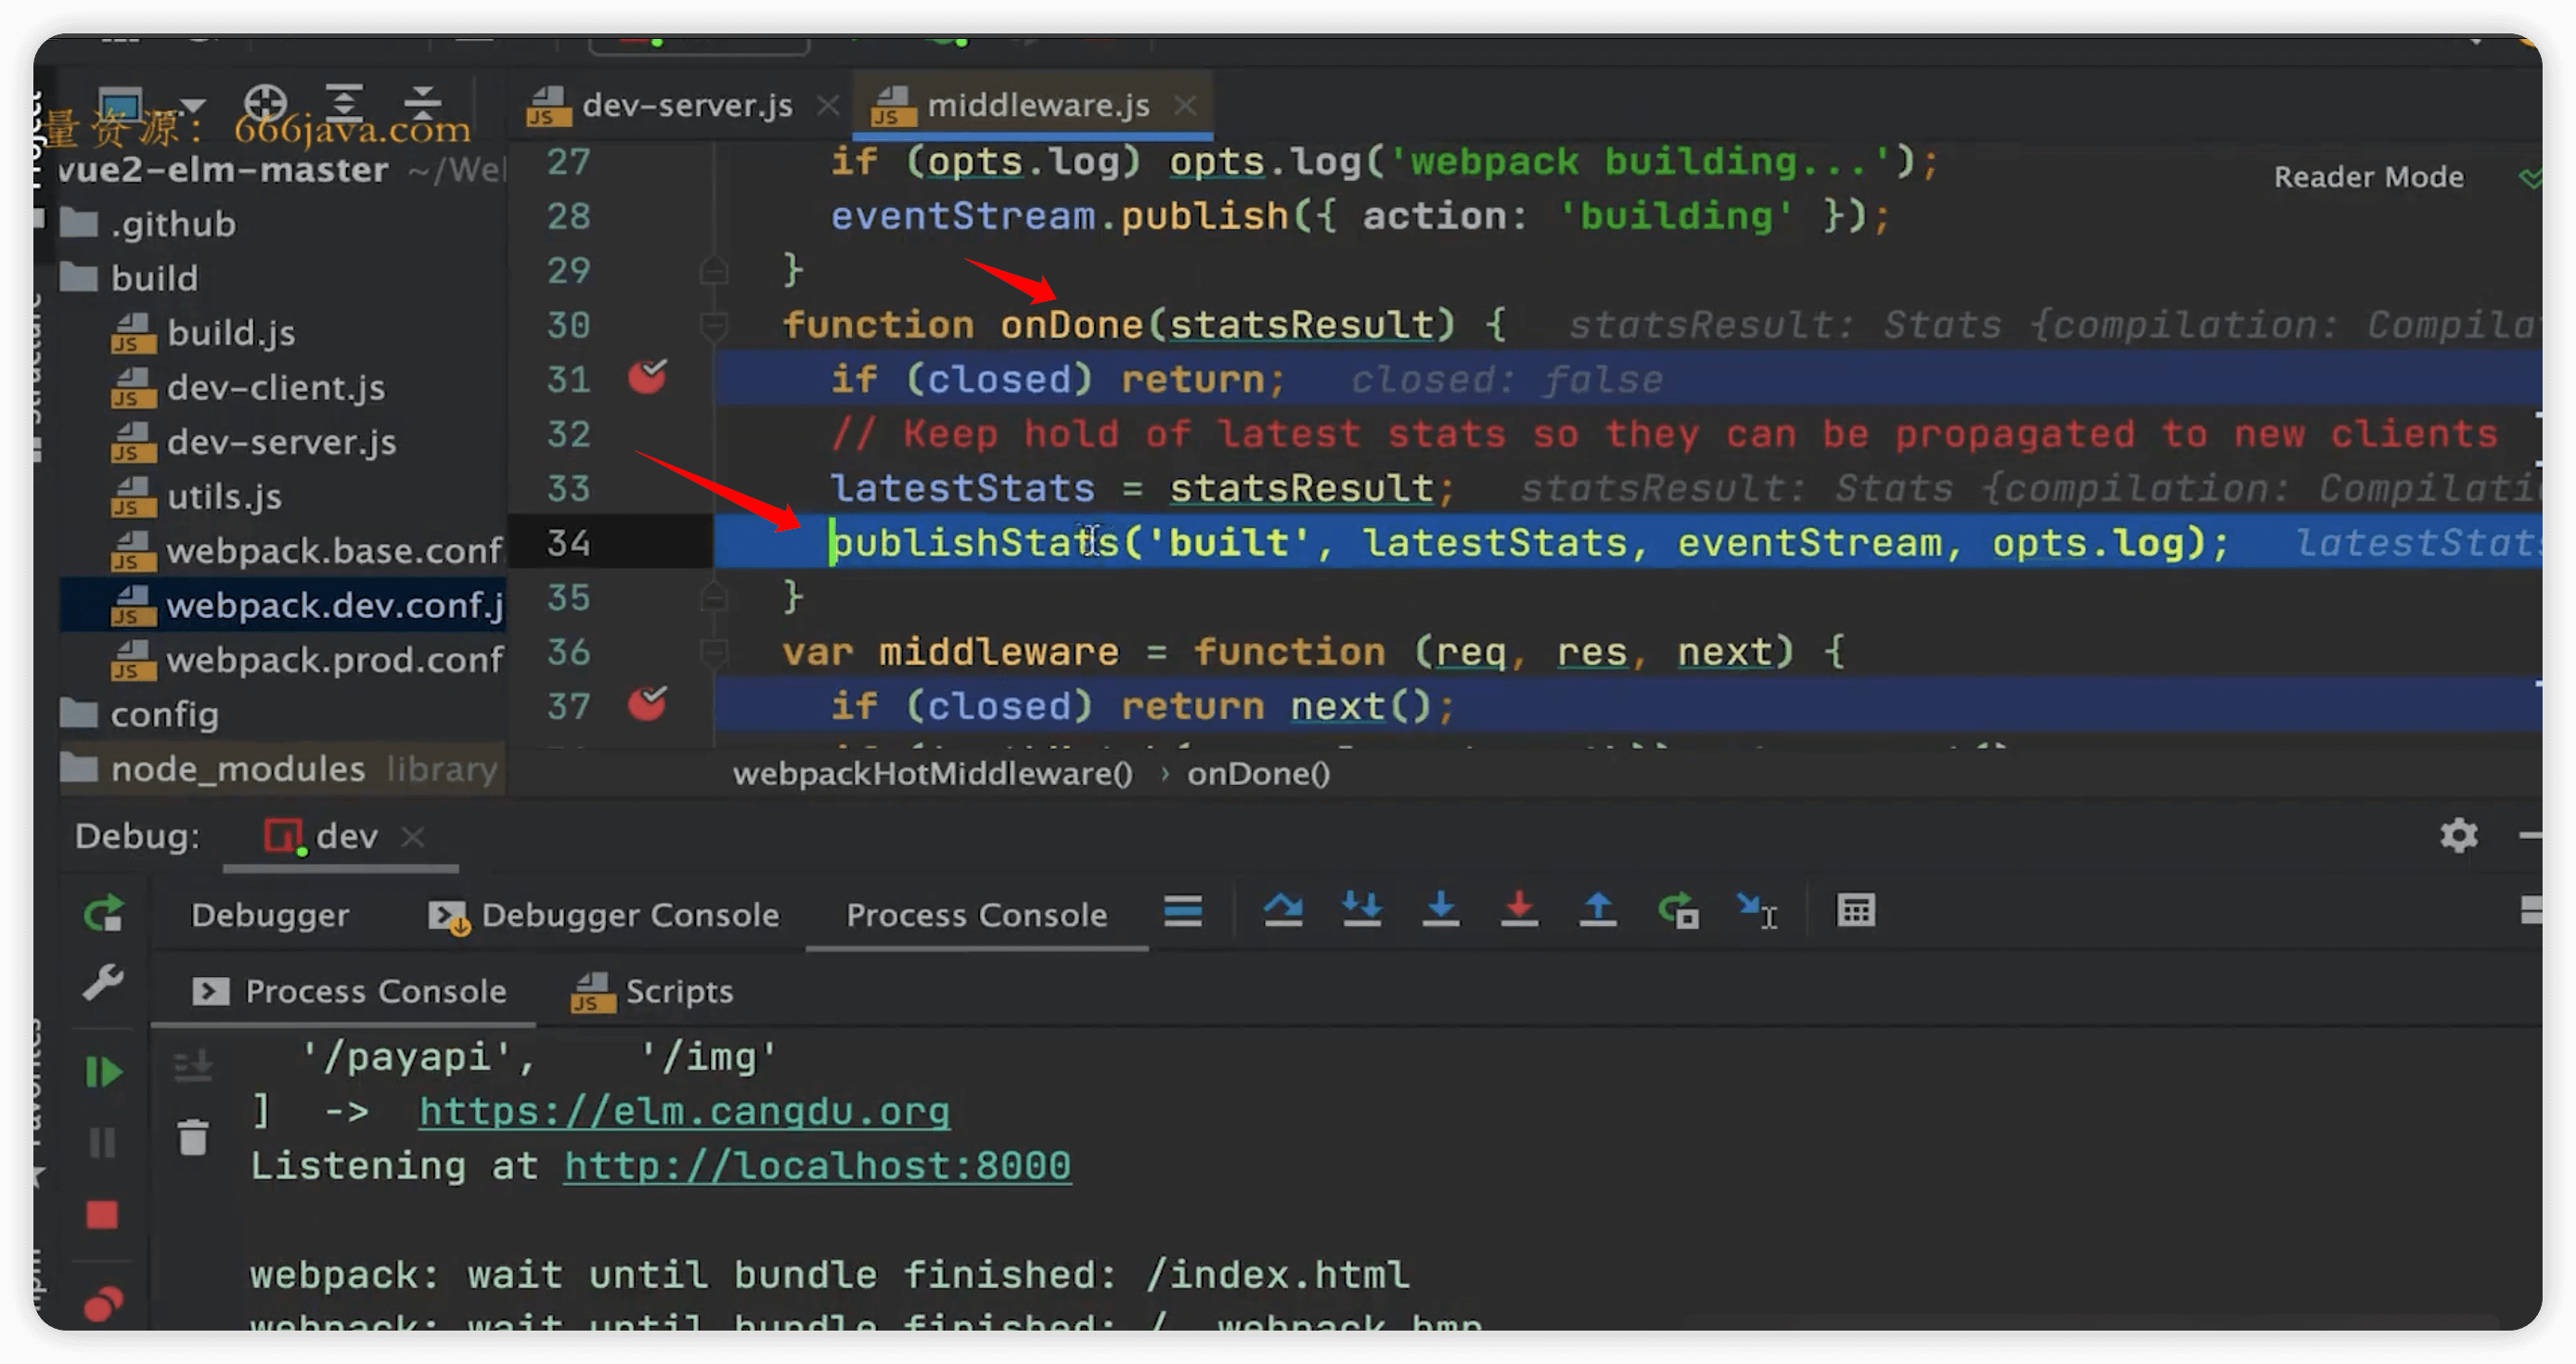 量资源：666java.com
Project
vue2-elm-master ~/We
.github
build
build.js
dev-client.js
dev-server.js
utils.js
webpack.base.conf
webpack.dev.conf.j
webpack.prod.conf
config
node_modules library
Structure
dev-server.js
middleware.js
Reader Mode
27 if (opts.log) opts.log('webpack building...');
28 eventStream.publish({ action: 'building' });
29 }
30 function onDone(statsResult) { statsResult: Stats {compilation: Compila
31 if (closed) return; closed: false
32 // Keep hold of latest stats so they can be propagated to new clients
33 latestStats = statsResult; statsResult: Stats {compilation: Compilati
34 publishStats('built', latestStats, eventStream, opts.log); latestStats
35 }
36 var middleware = function (req, res, next) {
37 if (closed) return next();
webpackHotMiddleware() › onDone()
Debug: dev
Debugger Debugger Console Process Console
Process Console Scripts
Favorites
npm
'/payapi', '/img'
] -> https://elm.cangdu.org
Listening at http://localhost:8000
webpack: wait until bundle finished: /index.html
webpack: wait until bundle finished: /__webpack_hmr